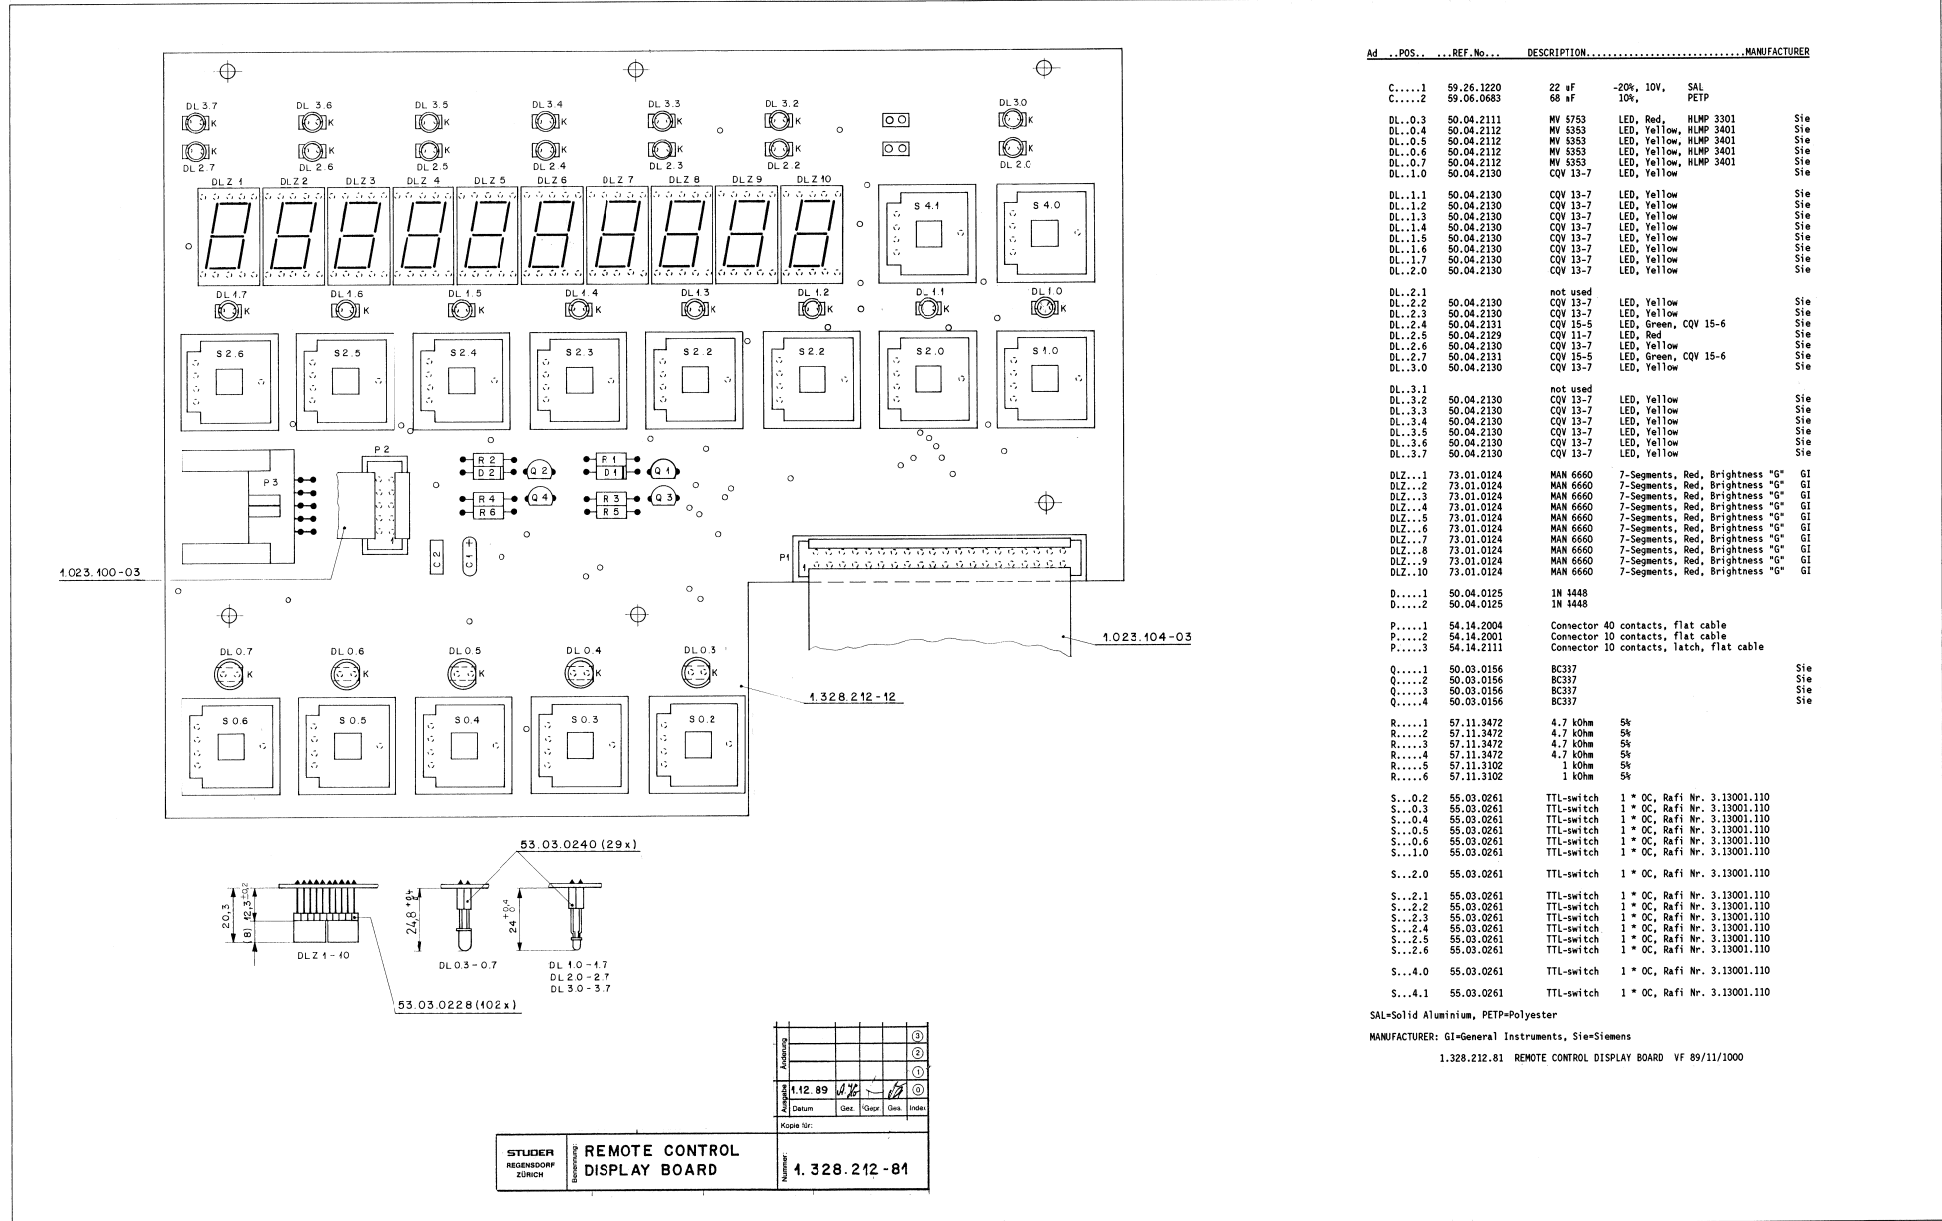 DL 3.7 DL 3.6 DL 3.5 DL 3.4 DL 3.3 DL 3.2 DL 3.0
K K K K K K K
K K K K K K K
DL 2.7 DL 2.6 DL 2.5 DL 2.4 DL 2.3 DL 2.2 DL 2.0
DLZ 1 DLZ 2 DLZ 3 DLZ 4 DLZ 5 DLZ 6 DLZ 7 DLZ 8 DLZ 9 DLZ 10
S 4.1 S 4.0
DL 1.7 DL 1.6 DL 1.5 DL 1.4 DL 1.3 DL 1.2 DL 1.1 DL 1.0
K K K K K K K K
S 2.6 S 2.5 S 2.4 S 2.3 S 2.2 S 2.2 S 2.0 S 1.0
P 2
R 2 Q 2 R 1 Q 1
D 2 D 1
P 3
R 4 Q 4 R 3 Q 3
R 6 R 5
1
C 2 C 1 +
P1 1
1.023.100-03
1.023.104-03
DL 0.7 DL 0.6 DL 0.5 DL 0.4 DL 0.3
K K K K K
1.328.212-12
S 0.6 S 0.5 S 0.4 S 0.3 S 0.2
53.03.0240 (29x)
20,3 (8) 12,3 ±0,2
24,8 +0,4
24 +0,4 0
DLZ 1-10
DL 0.3-0.7
DL 1.0-1.7
DL 2.0-2.7
DL 3.0-3.7
53.03.0228 (102x)
Änderung 3
2
1
Ausgabe 1.12.89 0
Datum Gez. Gepr. Ges. Index
Kopie für:
STUDER
REGENSDORF
ZÜRICH
Benennung: REMOTE CONTROL
DISPLAY BOARD
Nummer: 1.328.212-81
Ad ..POS.. ...REF.No... DESCRIPTION............................MANUFACTURER
C.....1 59.26.1220 22 uF -20%, 10V, SAL
C.....2 59.06.0683 68 nF 10%, PETP
DL..0.3 50.04.2111 MV 5753 LED, Red, HLMP 3301 Sie
DL..0.4 50.04.2112 MV 5353 LED, Yellow, HLMP 3401 Sie
DL..0.5 50.04.2112 MV 5353 LED, Yellow, HLMP 3401 Sie
DL..0.6 50.04.2112 MV 5353 LED, Yellow, HLMP 3401 Sie
DL..0.7 50.04.2112 MV 5353 LED, Yellow, HLMP 3401 Sie
DL..1.0 50.04.2130 CQV 13-7 LED, Yellow Sie
DL..1.1 50.04.2130 CQV 13-7 LED, Yellow Sie
DL..1.2 50.04.2130 CQV 13-7 LED, Yellow Sie
DL..1.3 50.04.2130 CQV 13-7 LED, Yellow Sie
DL..1.4 50.04.2130 CQV 13-7 LED, Yellow Sie
DL..1.5 50.04.2130 CQV 13-7 LED, Yellow Sie
DL..1.6 50.04.2130 CQV 13-7 LED, Yellow Sie
DL..1.7 50.04.2130 CQV 13-7 LED, Yellow Sie
DL..2.0 50.04.2130 CQV 13-7 LED, Yellow Sie
DL..2.1 not used
DL..2.2 50.04.2130 CQV 13-7 LED, Yellow Sie
DL..2.3 50.04.2130 CQV 13-7 LED, Yellow Sie
DL..2.4 50.04.2131 CQV 15-5 LED, Green, CQV 15-6 Sie
DL..2.5 50.04.2129 CQV 11-7 LED, Red Sie
DL..2.6 50.04.2130 CQV 13-7 LED, Yellow Sie
DL..2.7 50.04.2131 CQV 15-5 LED, Green, CQV 15-6 Sie
DL..3.0 50.04.2130 CQV 13-7 LED, Yellow Sie
DL..3.1 not used
DL..3.2 50.04.2130 CQV 13-7 LED, Yellow Sie
DL..3.3 50.04.2130 CQV 13-7 LED, Yellow Sie
DL..3.4 50.04.2130 CQV 13-7 LED, Yellow Sie
DL..3.5 50.04.2130 CQV 13-7 LED, Yellow Sie
DL..3.6 50.04.2130 CQV 13-7 LED, Yellow Sie
DL..3.7 50.04.2130 CQV 13-7 LED, Yellow Sie
DLZ...1 73.01.0124 MAN 6660 7-Segments, Red, Brightness "G" GI
DLZ...2 73.01.0124 MAN 6660 7-Segments, Red, Brightness "G" GI
DLZ...3 73.01.0124 MAN 6660 7-Segments, Red, Brightness "G" GI
DLZ...4 73.01.0124 MAN 6660 7-Segments, Red, Brightness "G" GI
DLZ...5 73.01.0124 MAN 6660 7-Segments, Red, Brightness "G" GI
DLZ...6 73.01.0124 MAN 6660 7-Segments, Red, Brightness "G" GI
DLZ...7 73.01.0124 MAN 6660 7-Segments, Red, Brightness "G" GI
DLZ...8 73.01.0124 MAN 6660 7-Segments, Red, Brightness "G" GI
DLZ...9 73.01.0124 MAN 6660 7-Segments, Red, Brightness "G" GI
DLZ..10 73.01.0124 MAN 6660 7-Segments, Red, Brightness "G" GI
D.....1 50.04.0125 1N 4448
D.....2 50.04.0125 1N 4448
P.....1 54.14.2004 Connector 40 contacts, flat cable
P.....2 54.14.2001 Connector 10 contacts, flat cable
P.....3 54.14.2111 Connector 10 contacts, latch, flat cable
Q.....1 50.03.0156 BC337 Sie
Q.....2 50.03.0156 BC337 Sie
Q.....3 50.03.0156 BC337 Sie
Q.....4 50.03.0156 BC337 Sie
R.....1 57.11.3472 4.7 kOhm 5%
R.....2 57.11.3472 4.7 kOhm 5%
R.....3 57.11.3472 4.7 kOhm 5%
R.....4 57.11.3472 4.7 kOhm 5%
R.....5 57.11.3102 1 kOhm 5%
R.....6 57.11.3102 1 kOhm 5%
S...0.2 55.03.0261 TTL-switch 1 * OC, Rafi Nr. 3.13001.110
S...0.3 55.03.0261 TTL-switch 1 * OC, Rafi Nr. 3.13001.110
S...0.4 55.03.0261 TTL-switch 1 * OC, Rafi Nr. 3.13001.110
S...0.5 55.03.0261 TTL-switch 1 * OC, Rafi Nr. 3.13001.110
S...0.6 55.03.0261 TTL-switch 1 * OC, Rafi Nr. 3.13001.110
S...1.0 55.03.0261 TTL-switch 1 * OC, Rafi Nr. 3.13001.110
S...2.0 55.03.0261 TTL-switch 1 * OC, Rafi Nr. 3.13001.110
S...2.1 55.03.0261 TTL-switch 1 * OC, Rafi Nr. 3.13001.110
S...2.2 55.03.0261 TTL-switch 1 * OC, Rafi Nr. 3.13001.110
S...2.3 55.03.0261 TTL-switch 1 * OC, Rafi Nr. 3.13001.110
S...2.4 55.03.0261 TTL-switch 1 * OC, Rafi Nr. 3.13001.110
S...2.5 55.03.0261 TTL-switch 1 * OC, Rafi Nr. 3.13001.110
S...2.6 55.03.0261 TTL-switch 1 * OC, Rafi Nr. 3.13001.110
S...4.0 55.03.0261 TTL-switch 1 * OC, Rafi Nr. 3.13001.110
S...4.1 55.03.0261 TTL-switch 1 * OC, Rafi Nr. 3.13001.110
SAL=Solid Aluminium, PETP=Polyester
MANUFACTURER: GI=General Instruments, Sie=Siemens
1.328.212.81 REMOTE CONTROL DISPLAY BOARD VF 89/11/1000